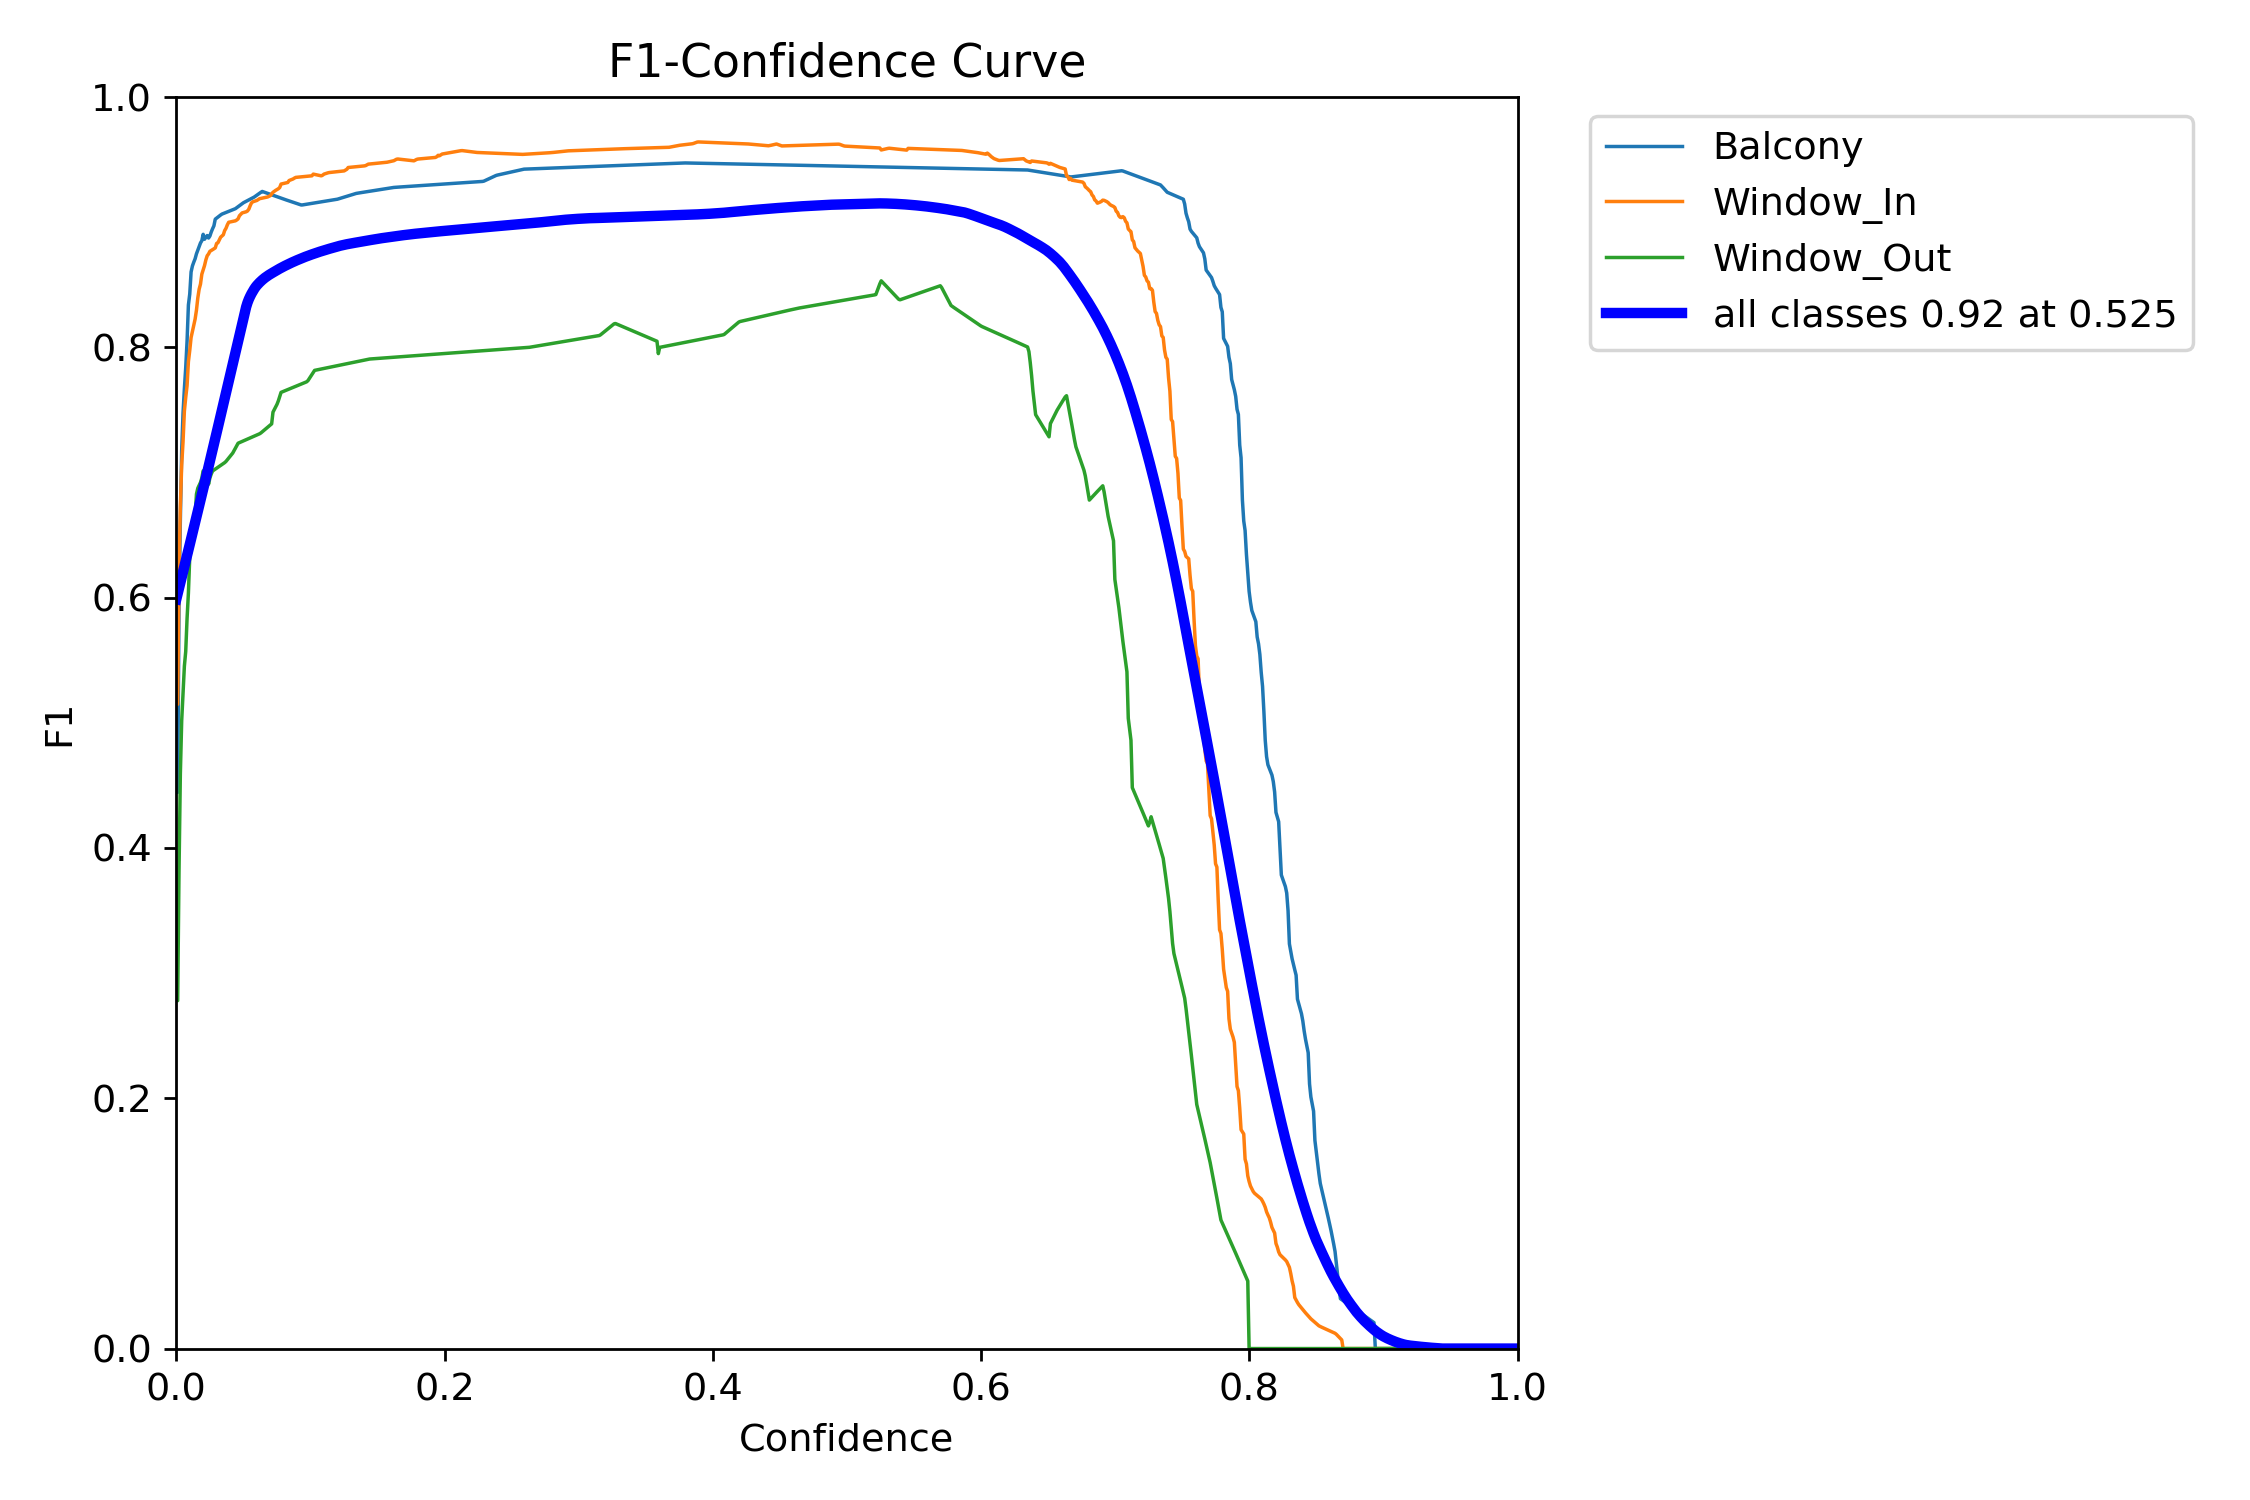 F1-Confidence Curve
1.0
0.8
0.6
0.4
0.2
0.0
F1
0.0 0.2 0.4 0.6 0.8 1.0
Confidence
Balcony
Window_In
Window_Out
all classes 0.92 at 0.525